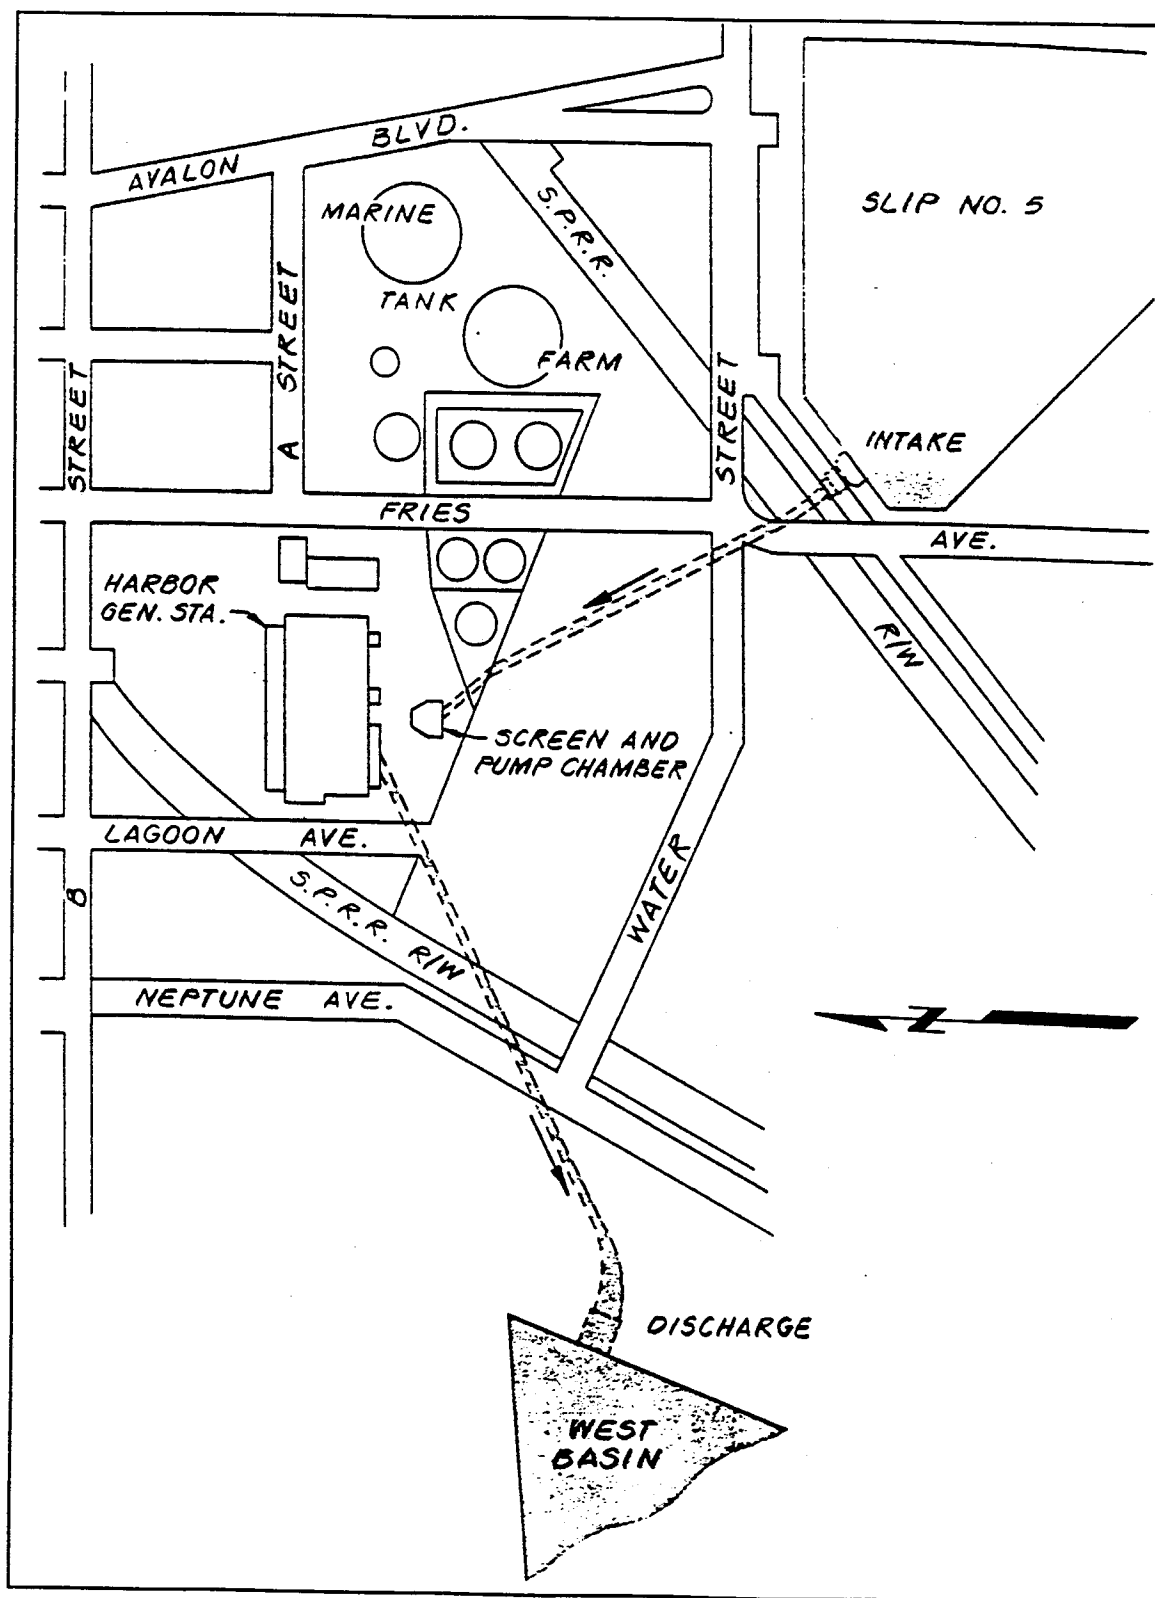 AVALON BLVD.
SLIP NO. 5
MARINE
TANK
FARM
S.P.R.R.
A STREET
STREET
STREET
INTAKE
FRIES
AVE.
HARBOR
GEN. STA.
R/W
SCREEN AND
PUMP CHAMBER
LAGOON AVE.
WATER
B
S.P.R.R. R/W
NEPTUNE AVE.
N
DISCHARGE
WEST
BASIN